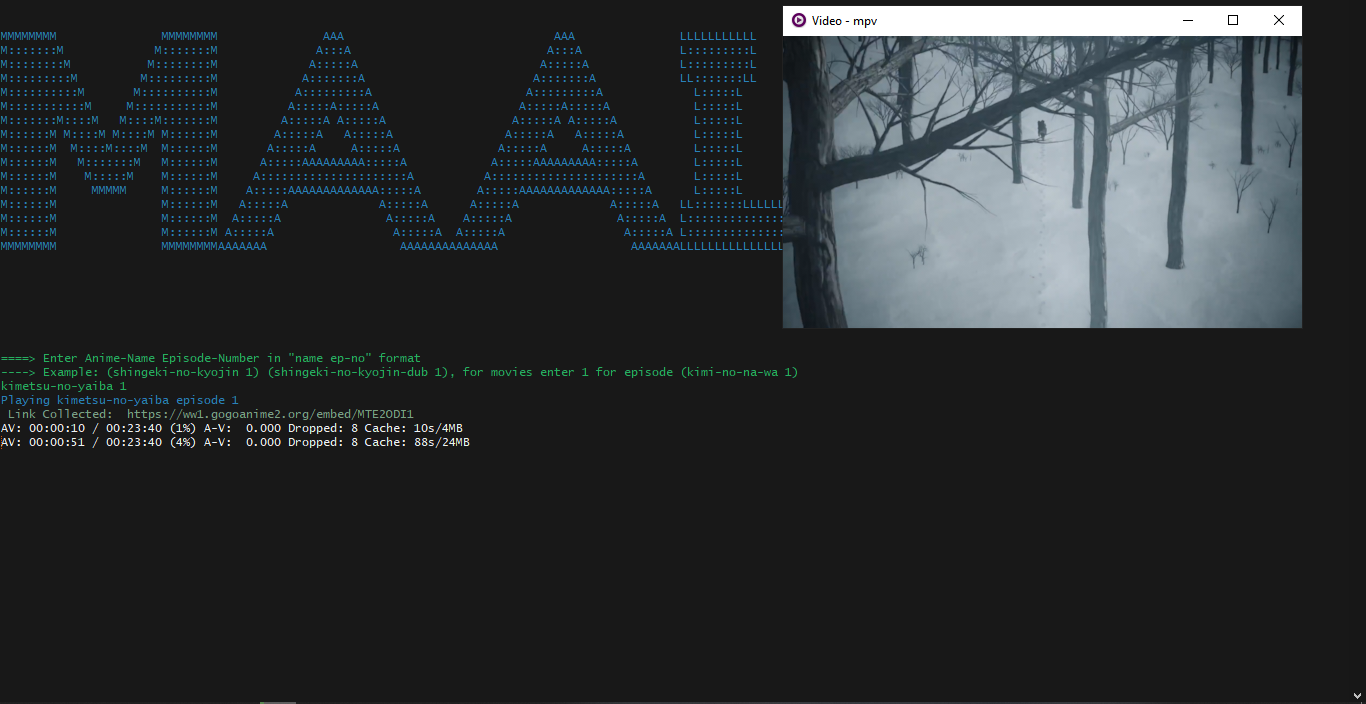 MMMMMMMM               MMMMMMMM               AAA                              AAA             LLLLLLLLLLL
M:::::::M             M:::::::M              A:::A                            A:::A            L:::::::::L
M::::::::M           M::::::::M             A:::::A                          A:::::A           L:::::::::L
M:::::::::M         M:::::::::M            A:::::::A                        A:::::::A          LL:::::::LL
M::::::::::M       M::::::::::M           A:::::::::A                      A:::::::::A           L:::::L
M:::::::::::M     M:::::::::::M          A:::::A:::::A                    A:::::A:::::A          L:::::L
M:::::::M::::M   M::::M:::::::M         A:::::A A:::::A                  A:::::A A:::::A         L:::::L
M::::::M M::::M M::::M M::::::M        A:::::A   A:::::A                A:::::A   A:::::A        L:::::L
M::::::M  M::::M::::M  M::::::M       A:::::A     A:::::A              A:::::A     A:::::A       L:::::L
M::::::M   M:::::::M   M::::::M      A:::::AAAAAAAAA:::::A            A:::::AAAAAAAAA:::::A      L:::::L
M::::::M    M:::::M    M::::::M     A:::::::::::::::::::::A          A:::::::::::::::::::::A     L:::::L
M::::::M     MMMMM     M::::::M    A:::::AAAAAAAAAAAAA:::::A        A:::::AAAAAAAAAAAAA:::::A    L:::::L
M::::::M               M::::::M   A:::::A             A:::::A      A:::::A             A:::::A   LL:::::::LLLLLL
M::::::M               M::::::M  A:::::A               A:::::A    A:::::A               A:::::A  L::::::::::::::
M::::::M               M::::::M A:::::A                 A:::::A  A:::::A                 A:::::A L::::::::::::::
MMMMMMMM               MMMMMMMMAAAAAAA                   AAAAAAAAAAAAAA                   AAAAAAALLLLLLLLLLLLLLL
Video - mpv
====> Enter Anime-Name Episode-Number in "name ep-no" format
----> Example: (shingeki-no-kyojin 1) (shingeki-no-kyojin-dub 1), for movies enter 1 for episode (kimi-no-na-wa 1)
kimetsu-no-yaiba 1
Playing kimetsu-no-yaiba episode 1
Link Collected:  https://ww1.gogoanime2.org/embed/MTE2ODI1
AV: 00:00:10 / 00:23:40 (1%) A-V:  0.000 Dropped: 8 Cache: 10s/4MB
AV: 00:00:51 / 00:23:40 (4%) A-V:  0.000 Dropped: 8 Cache: 88s/24MB